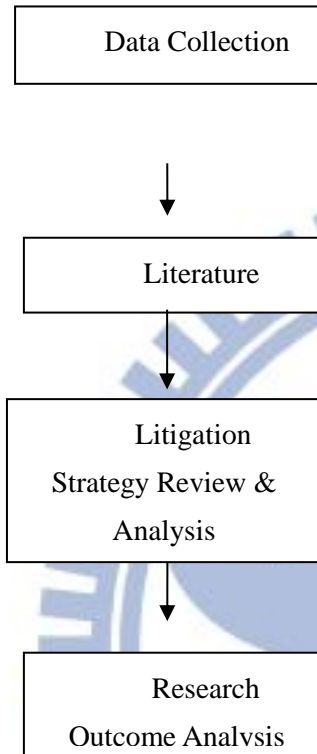 Data Collection
Literature
Litigation
Strategy Review &
Analysis
Research
Outcome Analysis